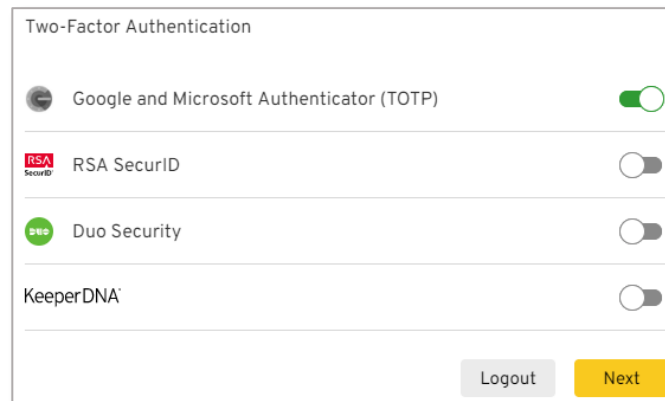 Two-Factor Authentication
Google and Microsoft Authenticator (TOTP)
RSA
SecurID
RSA SecurID
DUO
Duo Security
KeeperDNA
Logout
Next